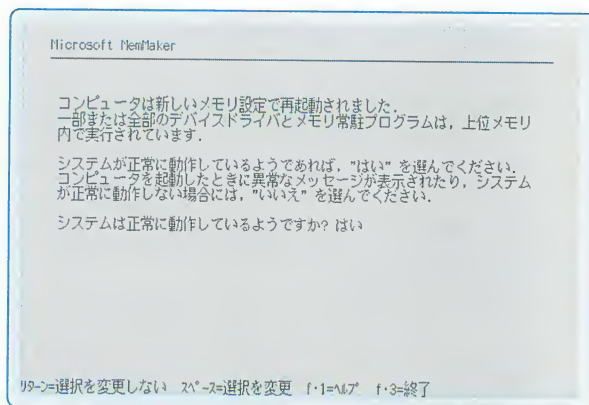 Microsoft MemMaker
コンピュータは新しいメモリ設定で再起動されました.
一部または全部のデバイスドライバとメモリ常駐プログラムは, 上位メモリ
内で実行されています.
システムが正常に動作しているようであれば, "はい" を選んでください.
コンピュータを起動したときに異常なメッセージが表示されたり, システム
が正常に動作しない場合には, "いいえ" を選んでください.
システムは正常に動作しているようですか? はい
ﾘﾀｰﾝ=選択を変更しない ｽﾍﾟｰｽ=選択を変更 f･1=ﾍﾙﾌﾟ f･3=終了